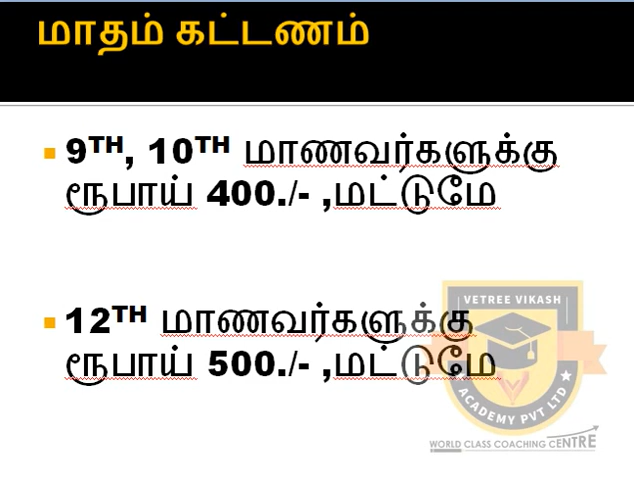 மாதம் கட்டணம்
9TH, 10TH மாணவர்களுக்கு
ரூபாய் 400./- ,மட்டுமே
12TH மாணவர்களுக்கு
ரூபாய் 500./- ,மட்டுமே
VETREE VIKASH
ACADEMY PVT LTD
WORLD CLASS COACHING CENTRE